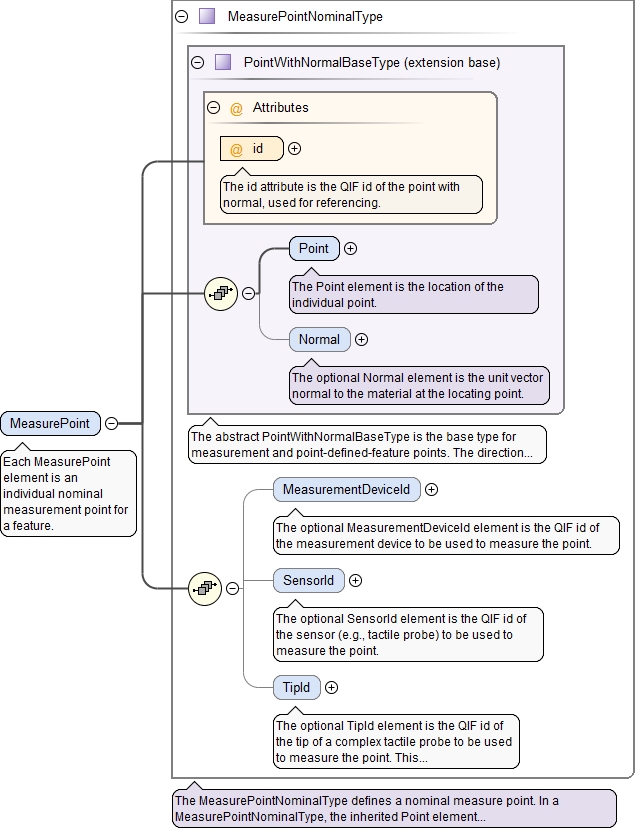 MeasurePointNominalType
PointWithNormalBaseType (extension base)
@ Attributes
@ id
The id attribute is the QIF id of the point with
normal, used for referencing.
Point
The Point element is the location of the
individual point.
Normal
The optional Normal element is the unit vector
normal to the material at the locating point.
The abstract PointWithNormalBaseType is the base type for
measurement and point-defined-feature points. The direction...
MeasurePoint
Each MeasurePoint
element is an
individual nominal
measurement point for
a feature.
MeasurementDeviceId
The optional MeasurementDeviceId element is the QIF id of
the measurement device to be used to measure the point.
SensorId
The optional SensorId element is the QIF id of
the sensor (e.g., tactile probe) to be used to
measure the point.
TipId
The optional TipId element is the QIF id of
the tip of a complex tactile probe to be used
to measure the point. This...
The MeasurePointNominalType defines a nominal measure point. In a
MeasurePointNominalType, the inherited Point element...